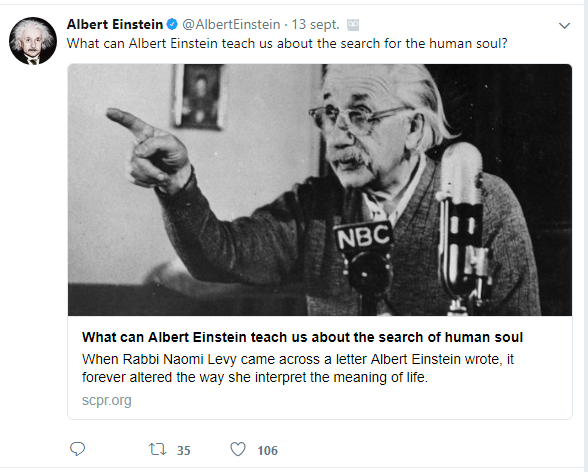 Albert Einstein @AlbertEinstein · 13 sept.
What can Albert Einstein teach us about the search for the human soul?
NBC
What can Albert Einstein teach us about the search of human soul
When Rabbi Naomi Levy came across a letter Albert Einstein wrote, it
forever altered the way she interpret the meaning of life.
scpr.org
35 106